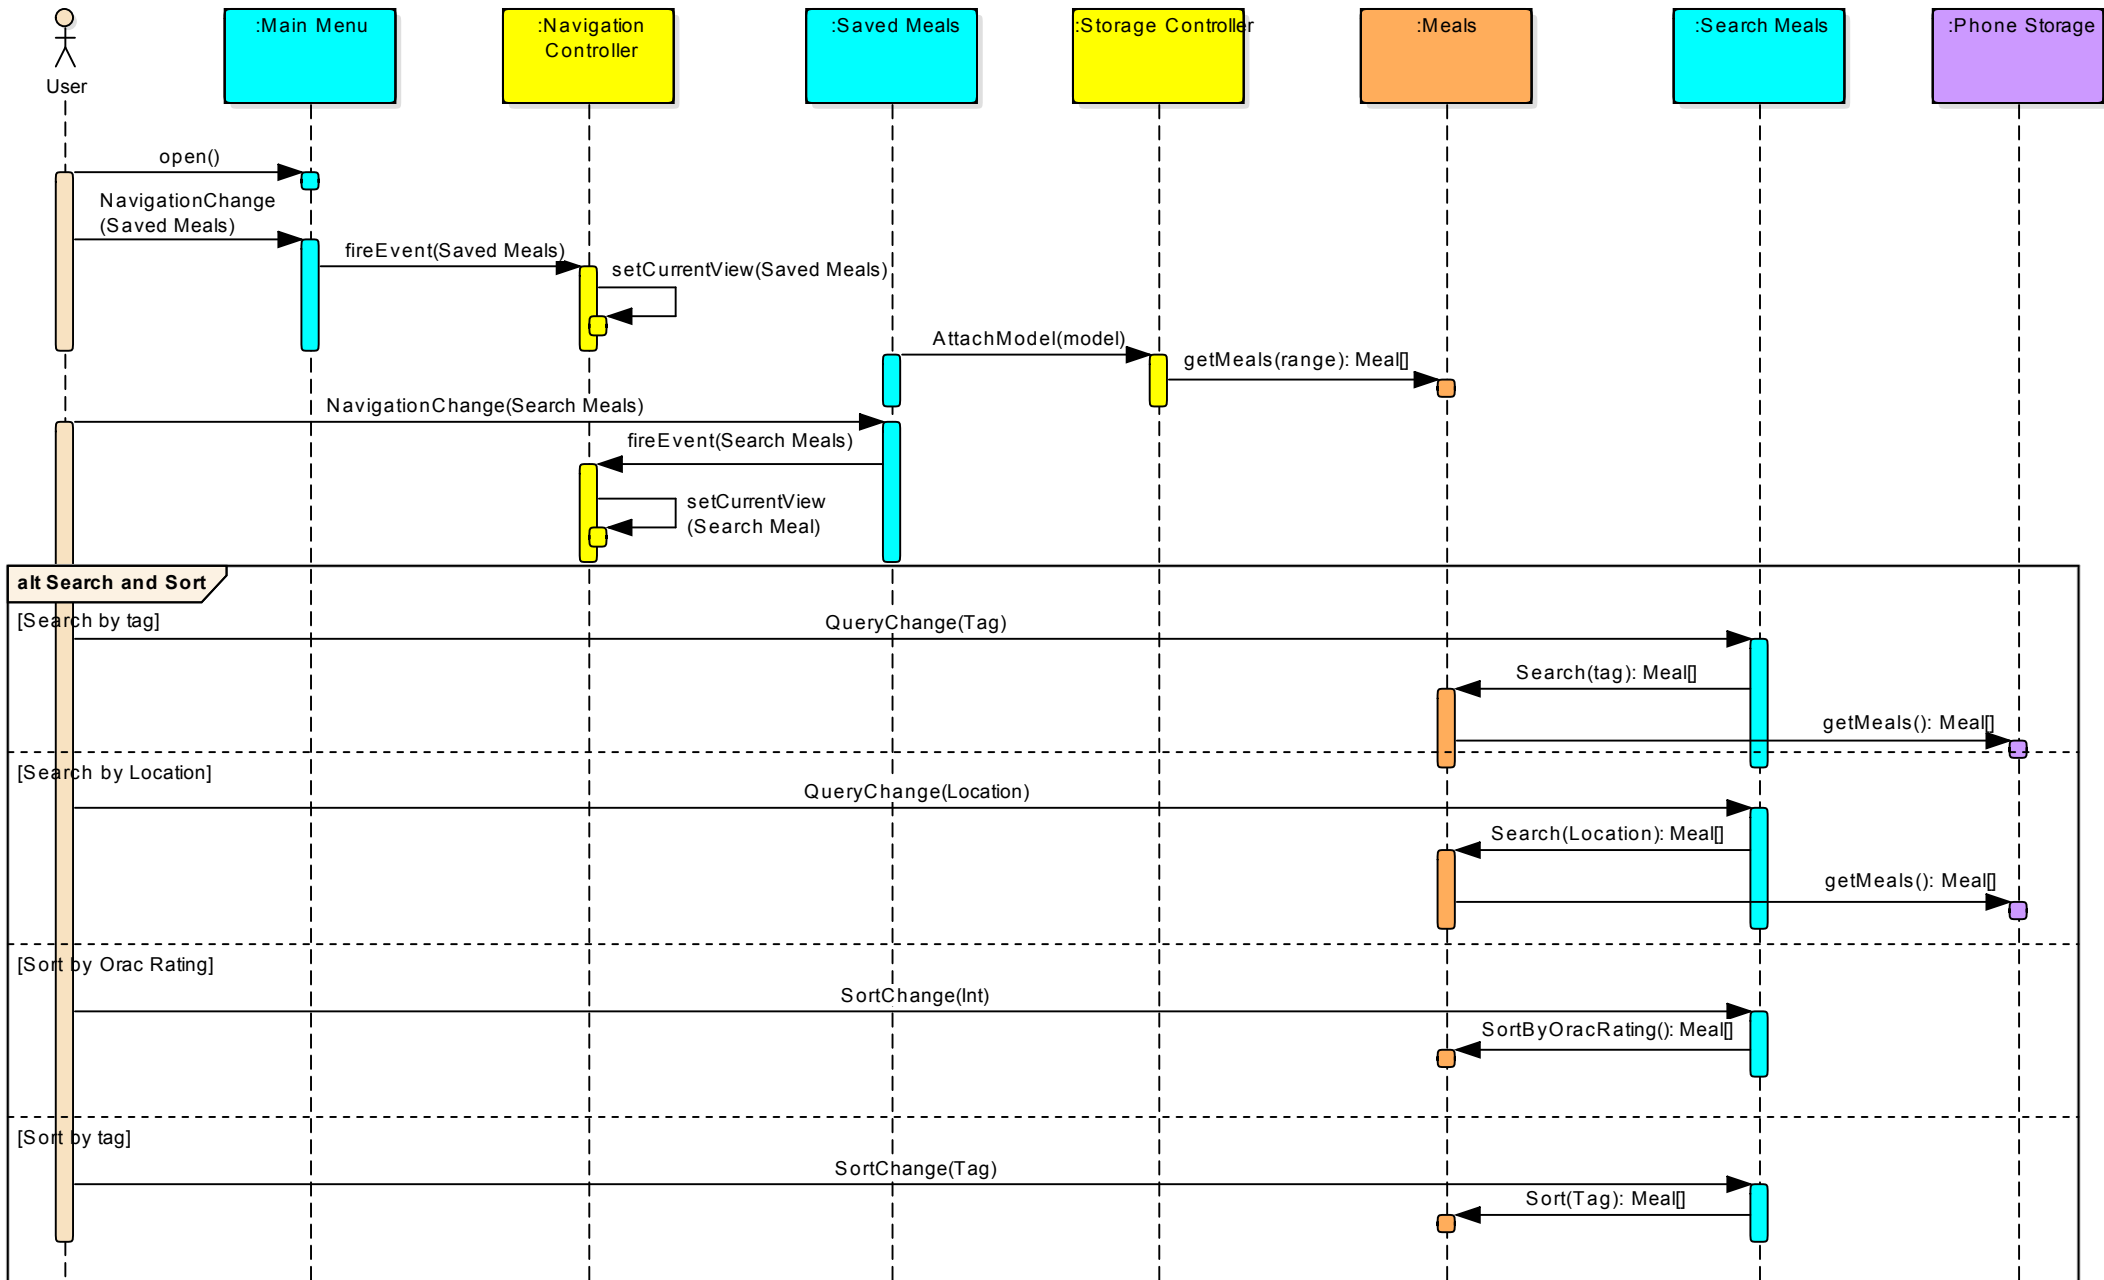 :Main Menu
:Navigation
Controller
:Saved Meals
:Storage Controller
:Meals
:Search Meals
:Phone Storage
User
open()
NavigationChange
(Saved Meals)
fireEvent(Saved Meals)
setCurrentView(Saved Meals)
AttachModel(model)
getMeals(range): Meal[]
NavigationChange(Search Meals)
fireEvent(Search Meals)
setCurrentView
(Search Meal)
alt Search and Sort
[Search by tag]
QueryChange(Tag)
Search(tag): Meal[]
getMeals(): Meal[]
[Search by Location]
QueryChange(Location)
Search(Location): Meal[]
getMeals(): Meal[]
[Sort by Orac Rating]
SortChange(Int)
SortByOracRating(): Meal[]
[Sort by tag]
SortChange(Tag)
Sort(Tag): Meal[]